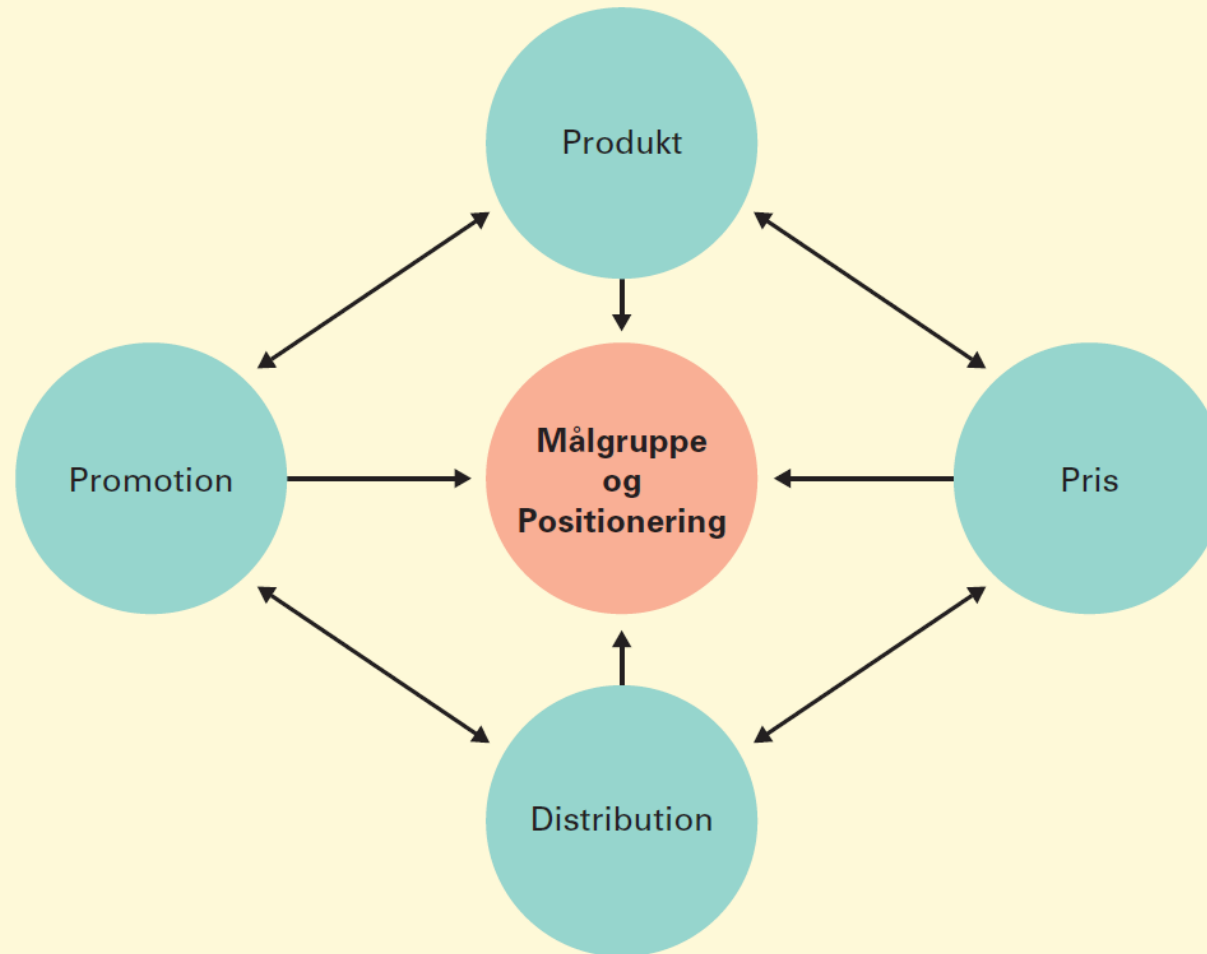 Produkt
Promotion
Målgruppe
og
Positionering
Pris
Distribution